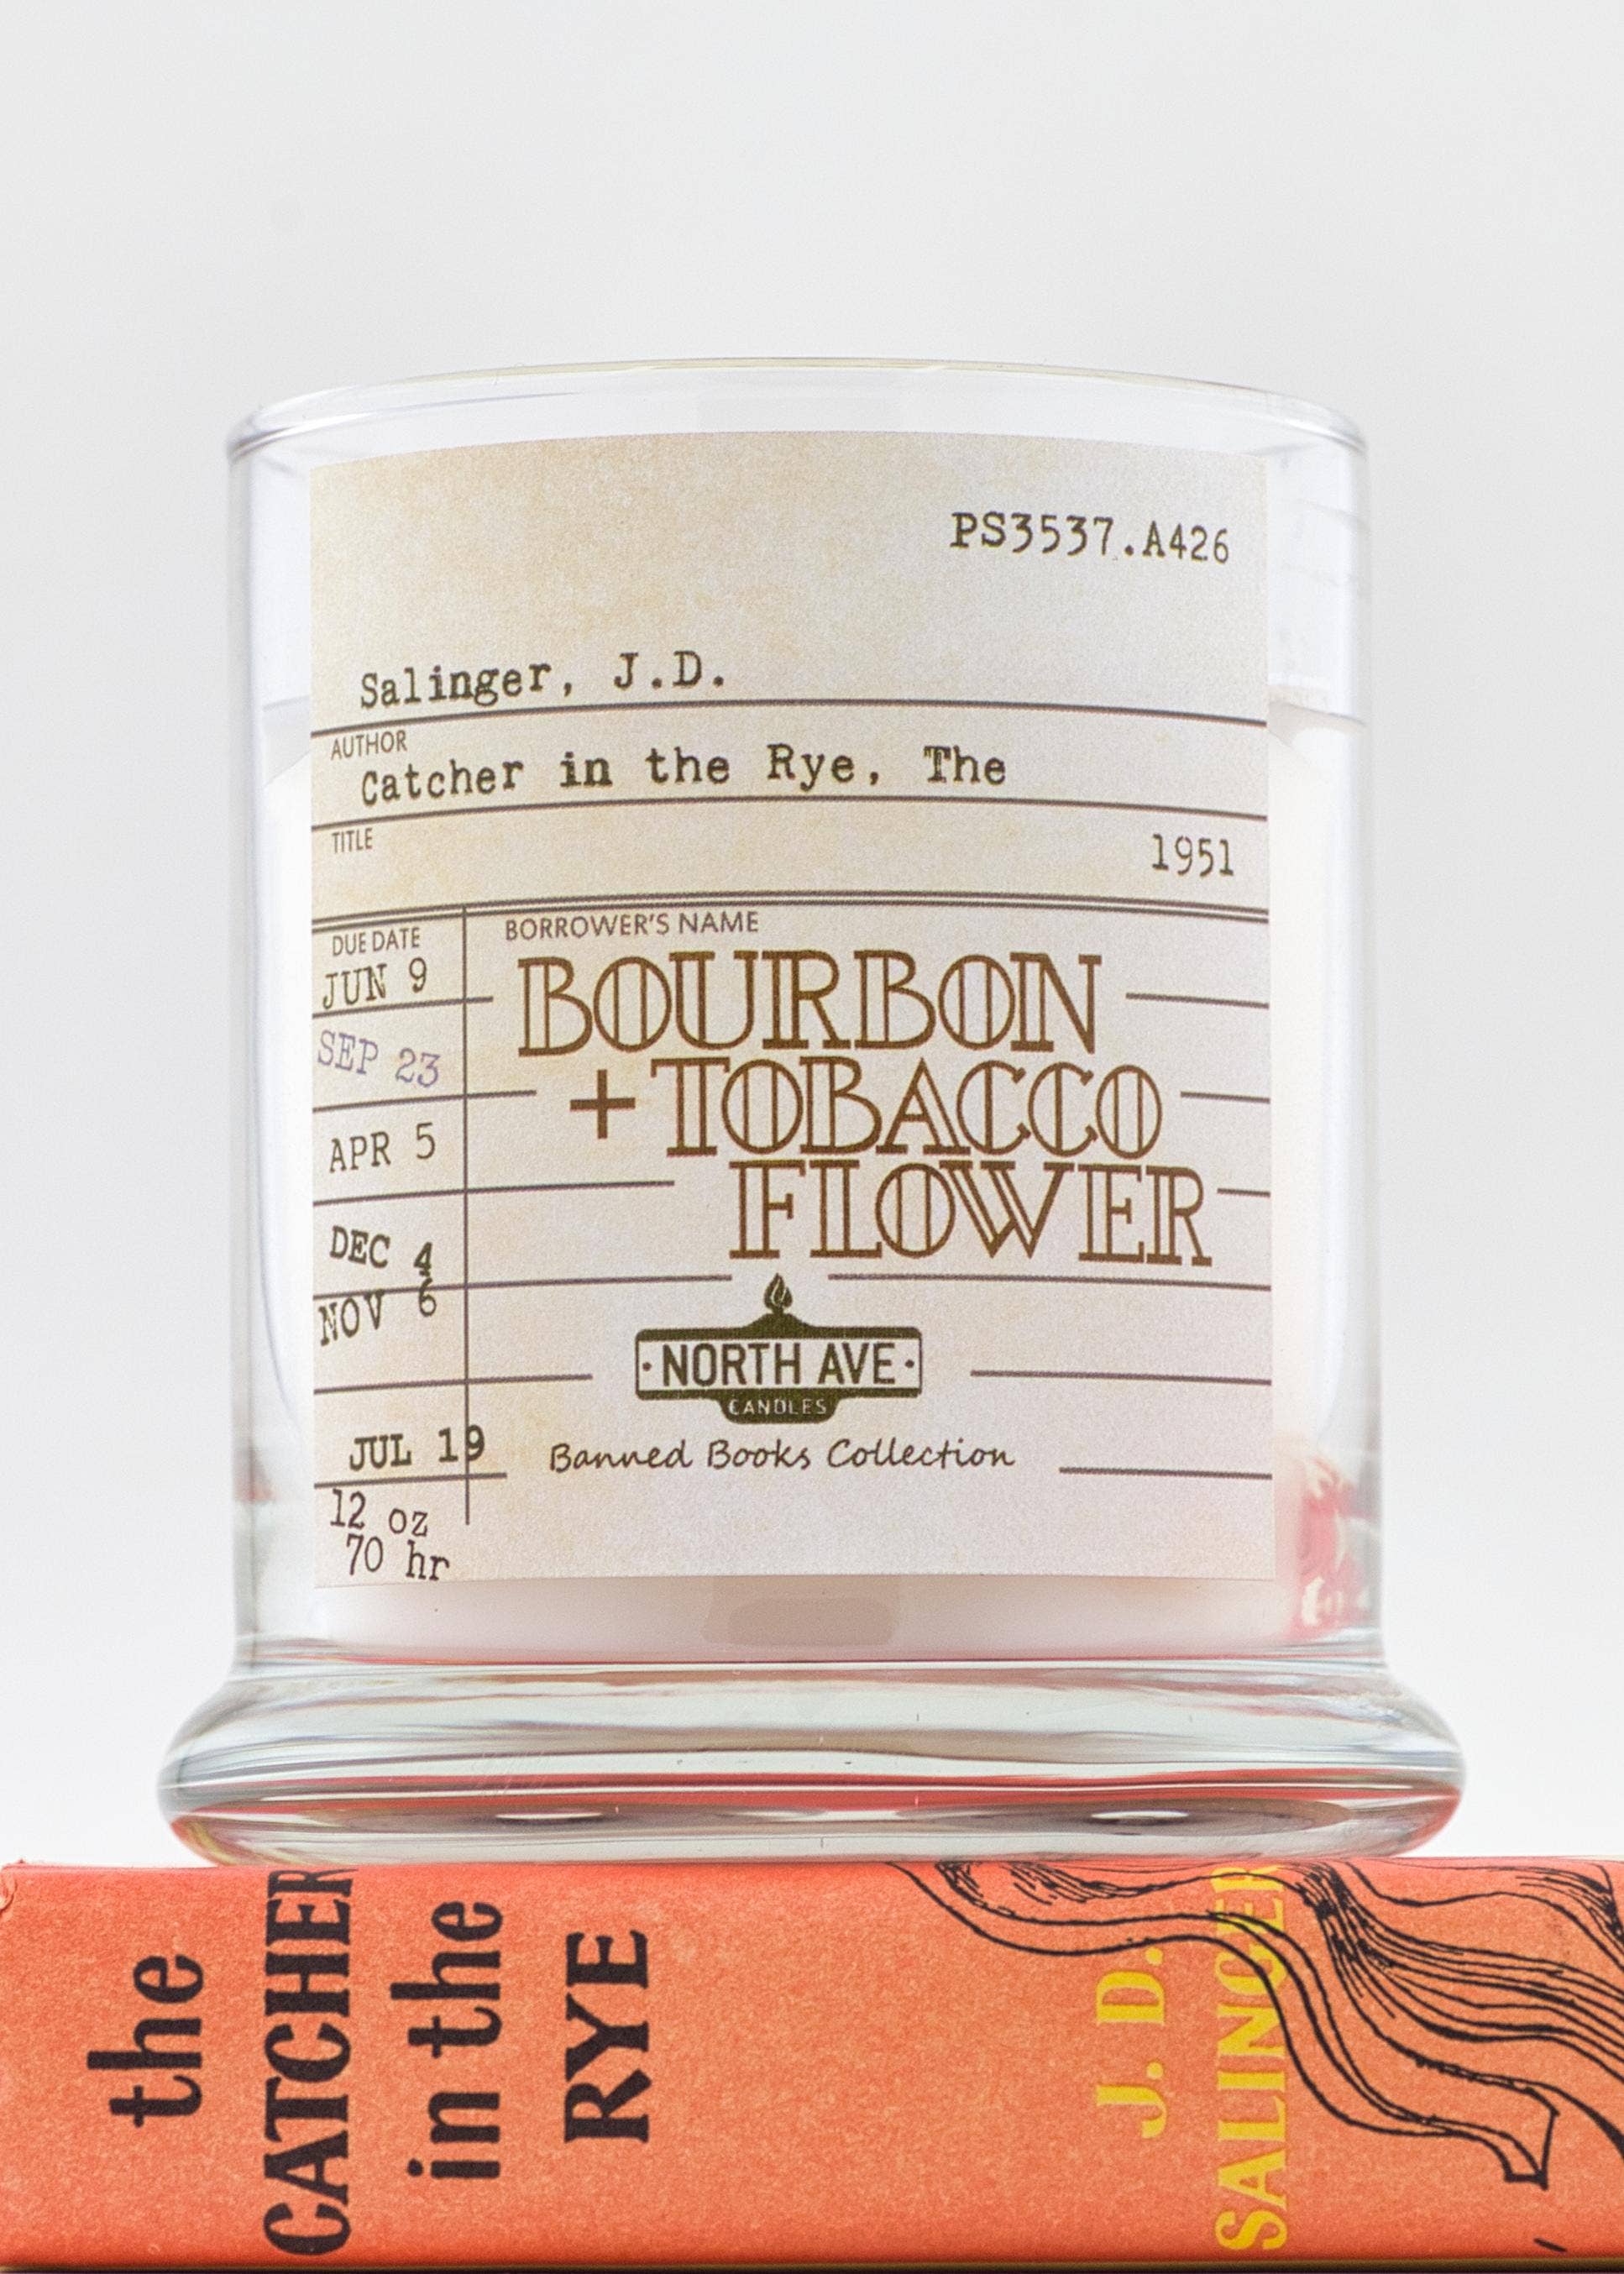 PS3537.A426
Salinger, J.D.
AUTHOR
Catcher in the Rye, The
TITLE
1951
DUE DATE
BORROWER'S NAME
JUN 9
SEP 23
APR 5
DEC 4
NOV 6
JUL 19
12 oz
70 hr
BOURBON
+ TOBACCO
FLOWER
· NORTH AVE ·
CANDLES
Banned Books Collection
the
CATCHER
in the
RYE
J. D.
SALINGER